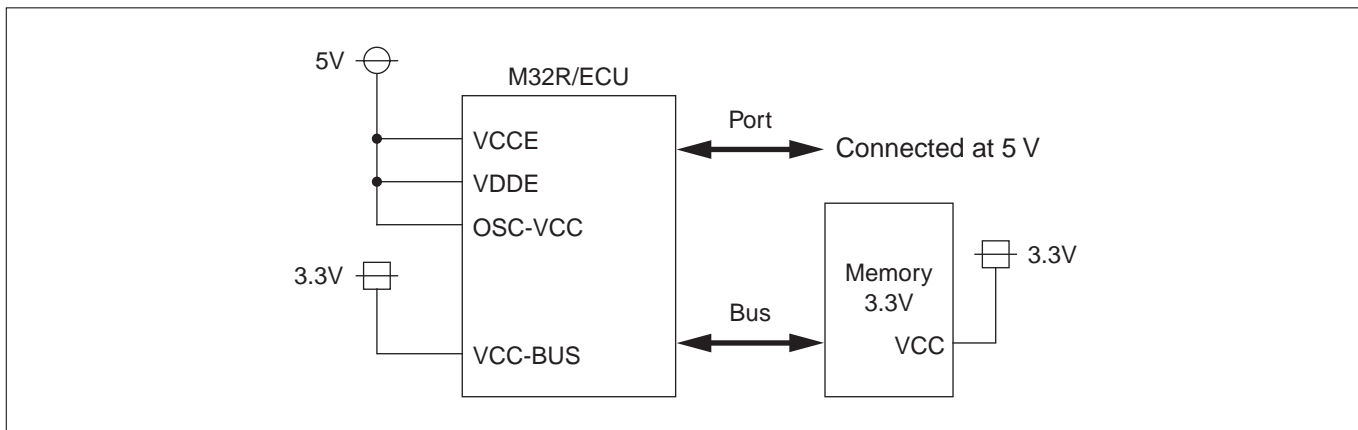 5V
M32R/ECU
VCCE
VDDE
OSC-VCC
Port
Connected at 5 V
3.3V
VCC-BUS
Bus
Memory
3.3V
VCC
3.3V